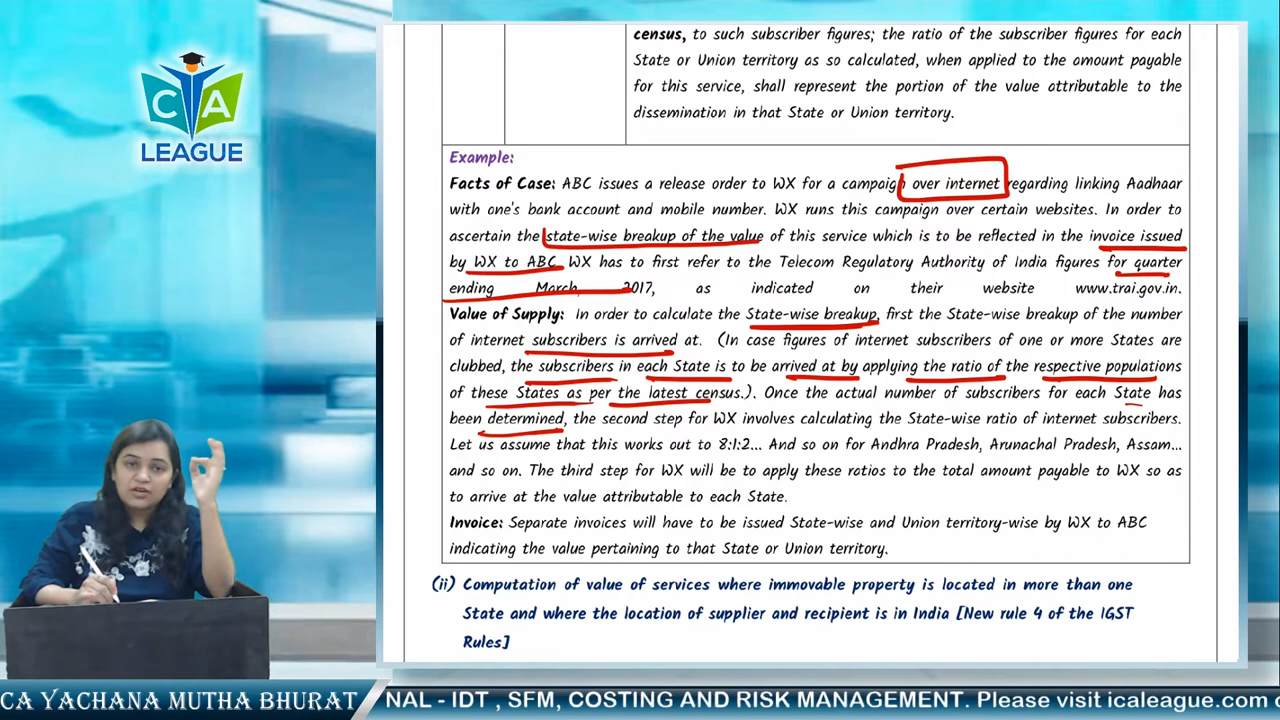 census, to such subscriber figures; the ratio of the subscriber figures for each
State or Union territory as so calculated, when applied to the amount payable
for this service, shall represent the portion of the value attributable to the
dissemination in that State or Union territory.
CA
LEAGUE
Example:
Facts of Case: ABC issues a release order to WX for a campaign over internet regarding linking Aadhaar
with one's bank account and mobile number. WX runs this campaign over certain websites. In order to
ascertain the state-wise breakup of the value of this service which is to be reflected in the invoice issued
by WX to ABC, WX has to first refer to the Telecom Regulatory Authority of India figures for quarter
ending March, 2017, as indicated on their website www.trai.gov.in.
Value of Supply: In order to calculate the State-wise breakup, first the State-wise breakup of the number
of internet subscribers is arrived at. (In case figures of internet subscribers of one or more States are
clubbed, the subscribers in each State is to be arrived at by applying the ratio of the respective populations
of these States as per the latest census.). Once the actual number of subscribers for each State has
been determined, the second step for WX involves calculating the State-wise ratio of internet subscribers.
Let us assume that this works out to 8:1:2... And so on for Andhra Pradesh, Arunachal Pradesh, Assam...
and so on. The third step for WX will be to apply these ratios to the total amount payable to WX so as
to arrive at the value attributable to each State.
Invoice: Separate invoices will have to be issued State-wise and Union territory-wise by WX to ABC
indicating the value pertaining to that State or Union territory.
(ii) Computation of value of services where immovable property is located in more than one
State and where the location of supplier and recipient is in India [New rule 4 of the IGST
Rules]
CA YACHANA MUTHA BHURAT
NAL - IDT , SFM, COSTING AND RISK MANAGEMENT. Please visit icaleague.com